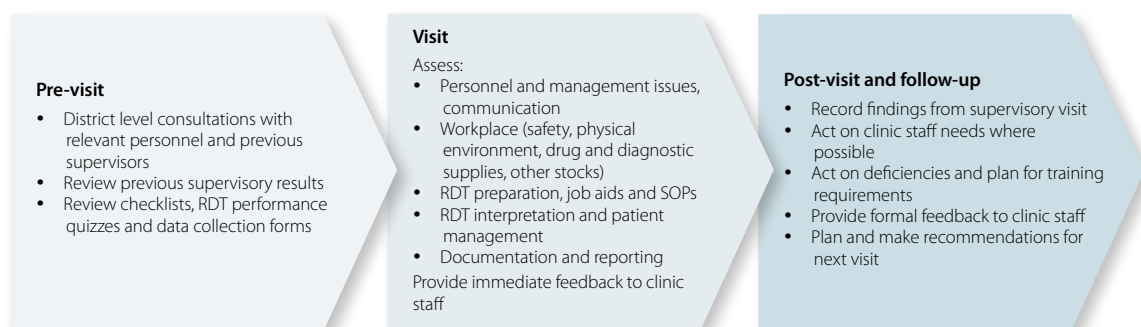 Pre-visit
• District level consultations with
relevant personnel and previous
supervisors
• Review previous supervisory results
• Review checklists, RDT performance
quizzes and data collection forms
Visit
Assess:
• Personnel and management issues,
communication
• Workplace (safety, physical
environment, drug and diagnostic
supplies, other stocks)
• RDT preparation, job aids and SOPs
• RDT interpretation and patient
management
• Documentation and reporting
Provide immediate feedback to clinic
staff
Post-visit and follow-up
• Record findings from supervisory visit
• Act on clinic staff needs where
possible
• Act on deficiencies and plan for training
requirements
• Provide formal feedback to clinic staff
• Plan and make recommendations for
next visit